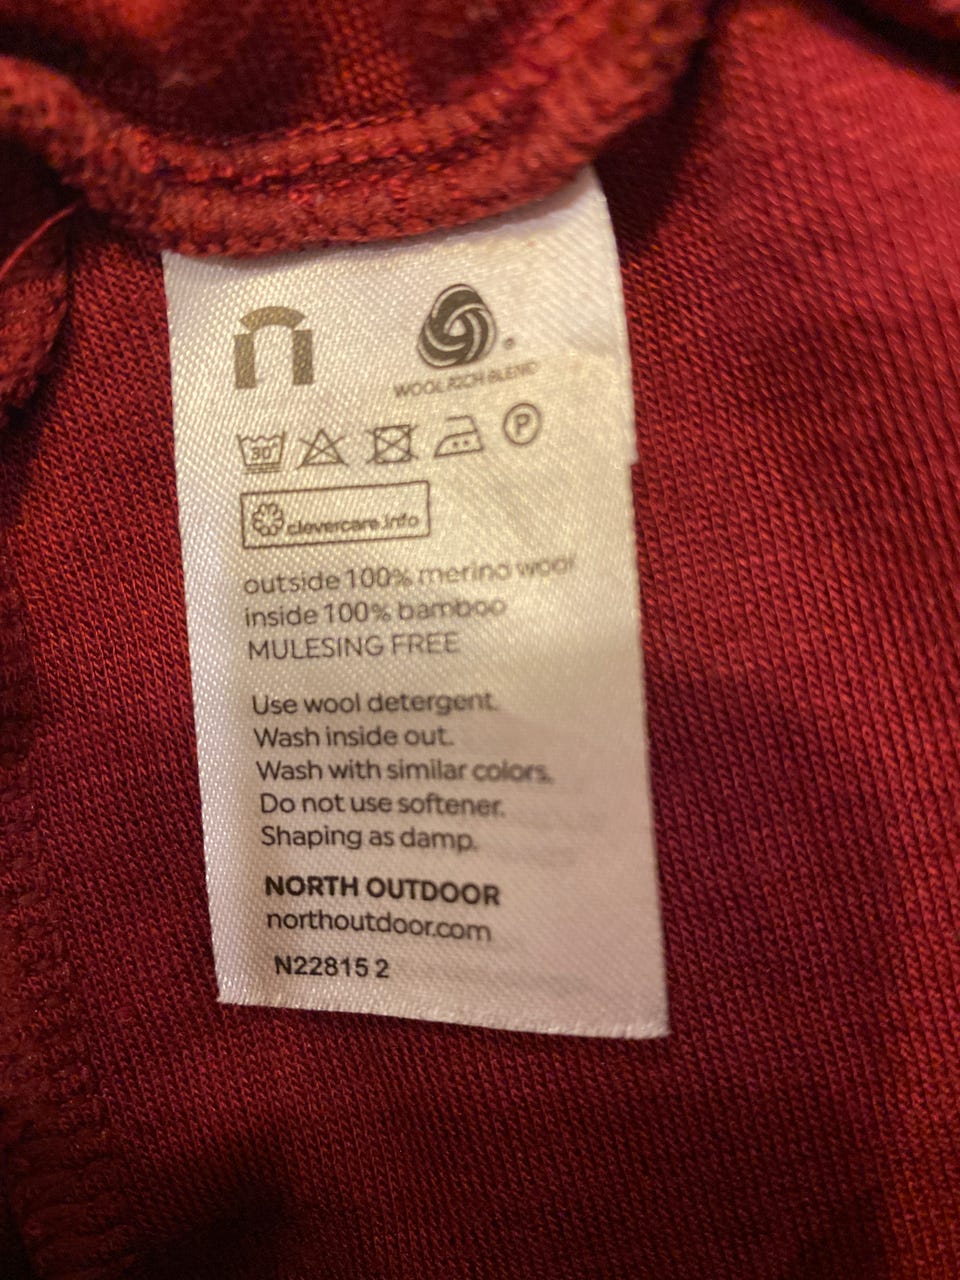 WOOL RICH BLEND
30
P
clevercare.info
outside 100% merino wool
inside 100% bamboo
MULESING FREE
Use wool detergent.
Wash inside out.
Wash with similar colors.
Do not use softener.
Shaping as damp.
NORTH OUTDOOR
northoutdoor.com
N22815 2